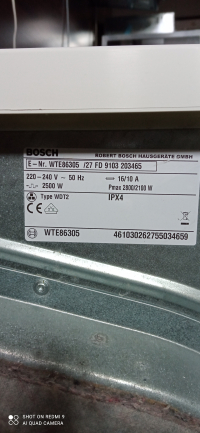 BOSCH
ROBERT BOSCH HAUSGERÄTE GMBH
E - Nr. WTE86305 /27 FD 9103 203465
220-240 V ~ 50 Hz 16/10 A
2500 W Pmax 2800/2100 W
Type WDT2 IPX4
CE
WTE86305 461030262755034659
SHOT ON REDMI 9
AI QUAD CAMERA